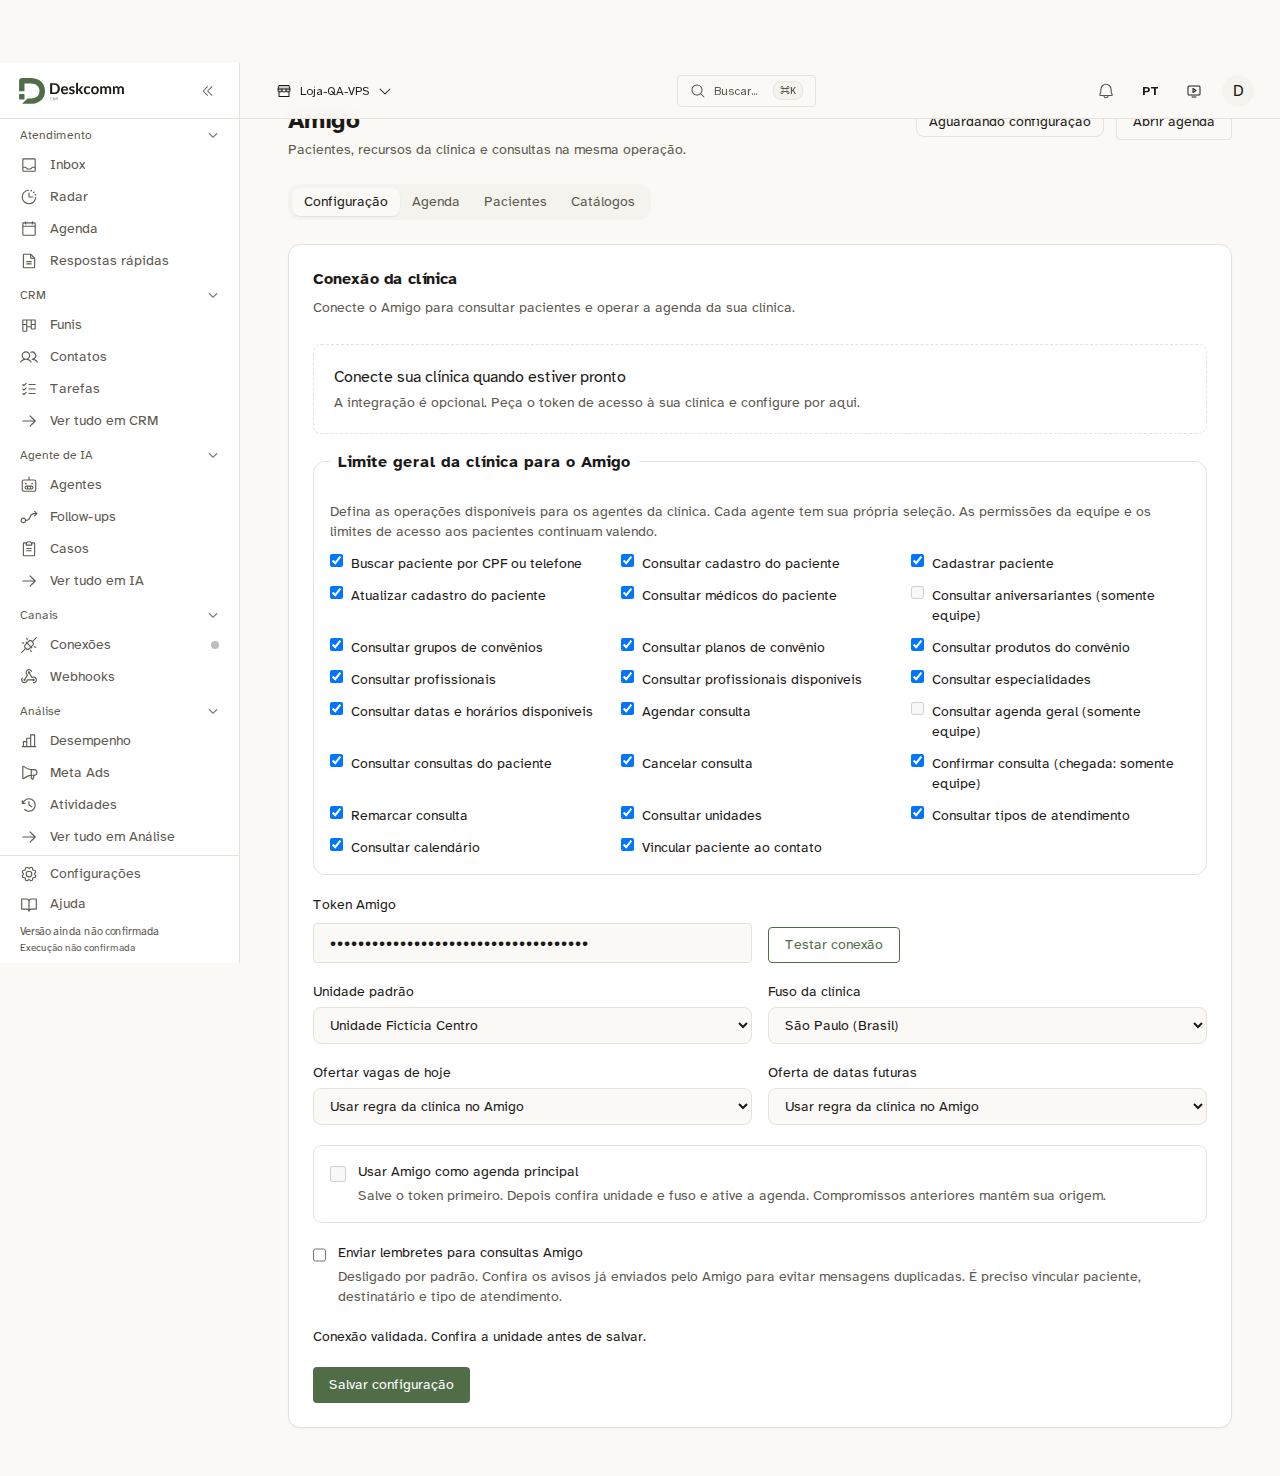 Deskcomm
Loja-QA-VPS
Buscar...
⌘K
PT
D
Atendimento
Inbox
Radar
Agenda
Respostas rápidas
CRM
Funis
Contatos
Tarefas
Ver tudo em CRM
Agente de IA
Agentes
Follow-ups
Casos
Ver tudo em IA
Canais
Conexões
Webhooks
Análise
Desempenho
Meta Ads
Atividades
Ver tudo em Análise
Configurações
Ajuda
Versão ainda não confirmada
Execução não confirmada
Amigo
Aguardando configuração
Abrir agenda
Pacientes, recursos da clínica e consultas na mesma operação.
Configuração
Agenda
Pacientes
Catálogos
Conexão da clínica
Conecte o Amigo para consultar pacientes e operar a agenda da sua clínica.
Conecte sua clínica quando estiver pronto
A integração é opcional. Peça o token de acesso à sua clínica e configure por aqui.
Limite geral da clínica para o Amigo
Defina as operações disponíveis para os agentes da clínica. Cada agente tem sua própria seleção. As permissões da equipe e os
limites de acesso aos pacientes continuam valendo.
Buscar paciente por CPF ou telefone
Consultar cadastro do paciente
Cadastrar paciente
Atualizar cadastro do paciente
Consultar médicos do paciente
Consultar aniversariantes (somente
equipe)
Consultar grupos de convênios
Consultar planos de convênio
Consultar produtos do convênio
Consultar profissionais
Consultar profissionais disponíveis
Consultar especialidades
Consultar datas e horários disponíveis
Agendar consulta
Consultar agenda geral (somente
equipe)
Consultar consultas do paciente
Cancelar consulta
Confirmar consulta (chegada: somente
equipe)
Remarcar consulta
Consultar unidades
Consultar tipos de atendimento
Consultar calendário
Vincular paciente ao contato
Token Amigo
Testar conexão
Unidade padrão
Fuso da clínica
Unidade Fictícia Centro
São Paulo (Brasil)
Ofertar vagas de hoje
Oferta de datas futuras
Usar regra da clínica no Amigo
Usar regra da clínica no Amigo
Usar Amigo como agenda principal
Salve o token primeiro. Depois confira unidade e fuso e ative a agenda. Compromissos anteriores mantêm sua origem.
Enviar lembretes para consultas Amigo
Desligado por padrão. Confira os avisos já enviados pelo Amigo para evitar mensagens duplicadas. É preciso vincular paciente,
destinatário e tipo de atendimento.
Conexão validada. Confira a unidade antes de salvar.
Salvar configuração